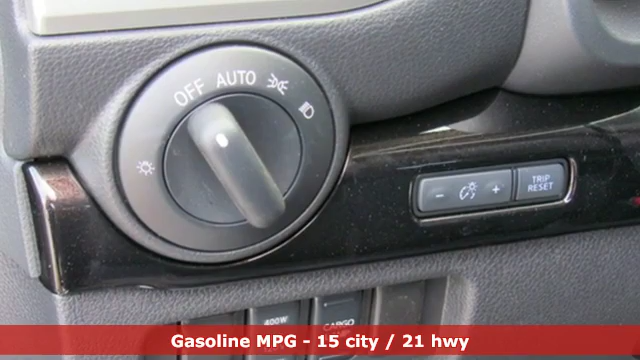 OFF AUTO
TRIP
RESET
- +
400W
CARGO
Gasoline MPG - 15 city / 21 hwy